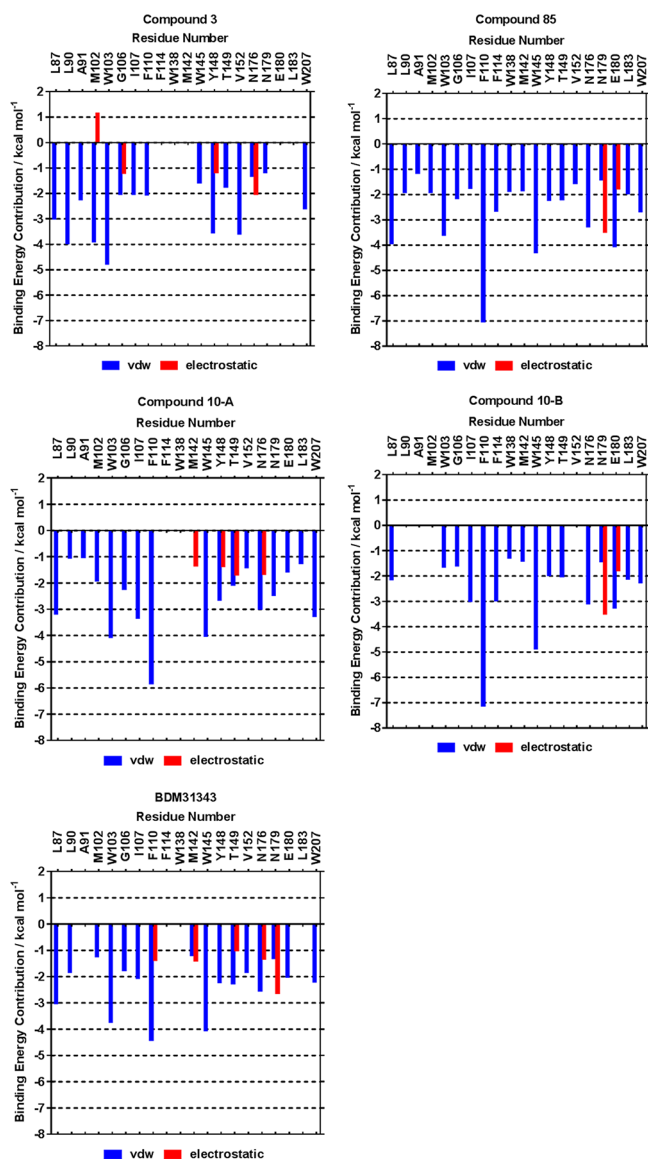 Compound 3
Residue Number
L87 L90 A91 M102 W103 G106 I107 F110 F114 W138 M142 W145 Y148 T149 V152 N176 N179 E180 L183 W207
2
1
0
-1
-2
-3
-4
-5
-6
-7
-8
Binding Energy Contribution / kcal mol-1
vdw electrostatic
Compound 85
Residue Number
L87 L90 A91 M102 W103 G106 I107 F110 F114 W138 M142 W145 Y148 T149 V152 N176 N179 E180 L183 W207
2
1
0
-1
-2
-3
-4
-5
-6
-7
-8
Binding Energy Contribution / kcal mol-1
vdw electrostatic
Compound 10-A
Residue Number
L87 L90 A91 M102 W103 G106 I107 F110 F114 W138 M142 W145 Y148 T149 V152 N176 N179 E180 L183 W207
2
1
0
-1
-2
-3
-4
-5
-6
-7
-8
Binding Energy Contribution / kcal mol-1
vdw electrostatic
Compound 10-B
Residue Number
L87 L90 A91 M102 W103 G106 I107 F110 F114 W138 M142 W145 Y148 T149 V152 N176 N179 E180 L183 W207
2
1
0
-1
-2
-3
-4
-5
-6
-7
-8
Binding Energy Contribution / kcal mol-1
vdw electrostatic
BDM31343
Residue Number
L87 L90 A91 M102 W103 G106 I107 F110 F114 W138 M142 W145 Y148 T149 V152 N176 N179 E180 L183 W207
2
1
0
-1
-2
-3
-4
-5
-6
-7
-8
Binding Energy Contribution / kcal mol-1
vdw electrostatic